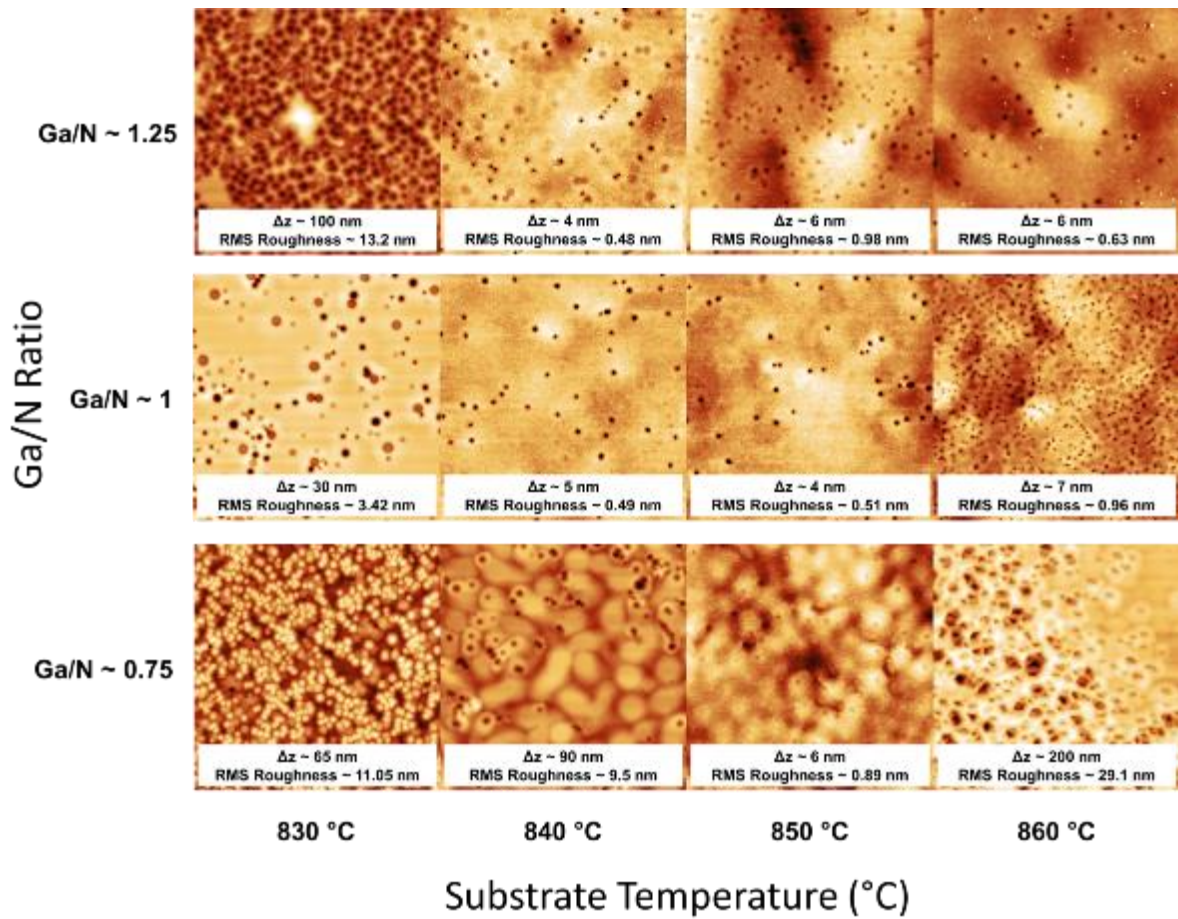 Ga/N Ratio
Ga/N ~ 1.25
Δz ~ 100 nm
RMS Roughness ~ 13.2 nm
Δz ~ 4 nm
RMS Roughness ~ 0.48 nm
Δz ~ 6 nm
RMS Roughness ~ 0.98 nm
Δz ~ 6 nm
RMS Roughness ~ 0.63 nm
Ga/N ~ 1
Δz ~ 30 nm
RMS Roughness ~ 3.42 nm
Δz ~ 5 nm
RMS Roughness ~ 0.49 nm
Δz ~ 4 nm
RMS Roughness ~ 0.51 nm
Δz ~ 7 nm
RMS Roughness ~ 0.96 nm
Ga/N ~ 0.75
Δz ~ 65 nm
RMS Roughness ~ 11.05 nm
Δz ~ 90 nm
RMS Roughness ~ 9.5 nm
Δz ~ 6 nm
RMS Roughness ~ 0.89 nm
Δz ~ 200 nm
RMS Roughness ~ 29.1 nm
830 °C
840 °C
850 °C
860 °C
Substrate Temperature (°C)